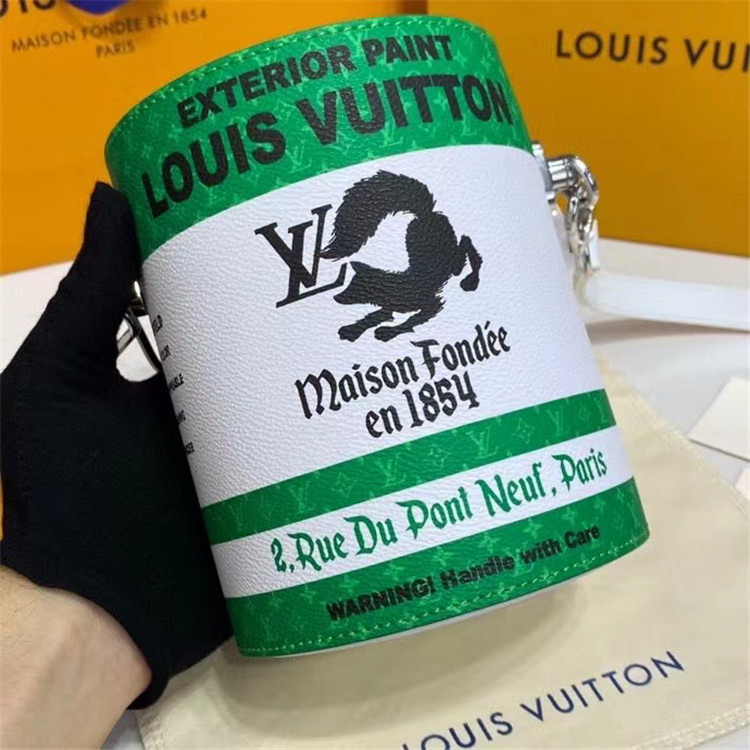 MAISON FONDÉE EN 1854
PARIS
LOUIS VUI
EXTERIOR PAINT
LOUIS VUITTON
LV
Maison Fondée
en 1854
2, Rue Du Pont Neuf, Paris
WARNING! Handle with Care
LOUIS VUITTON